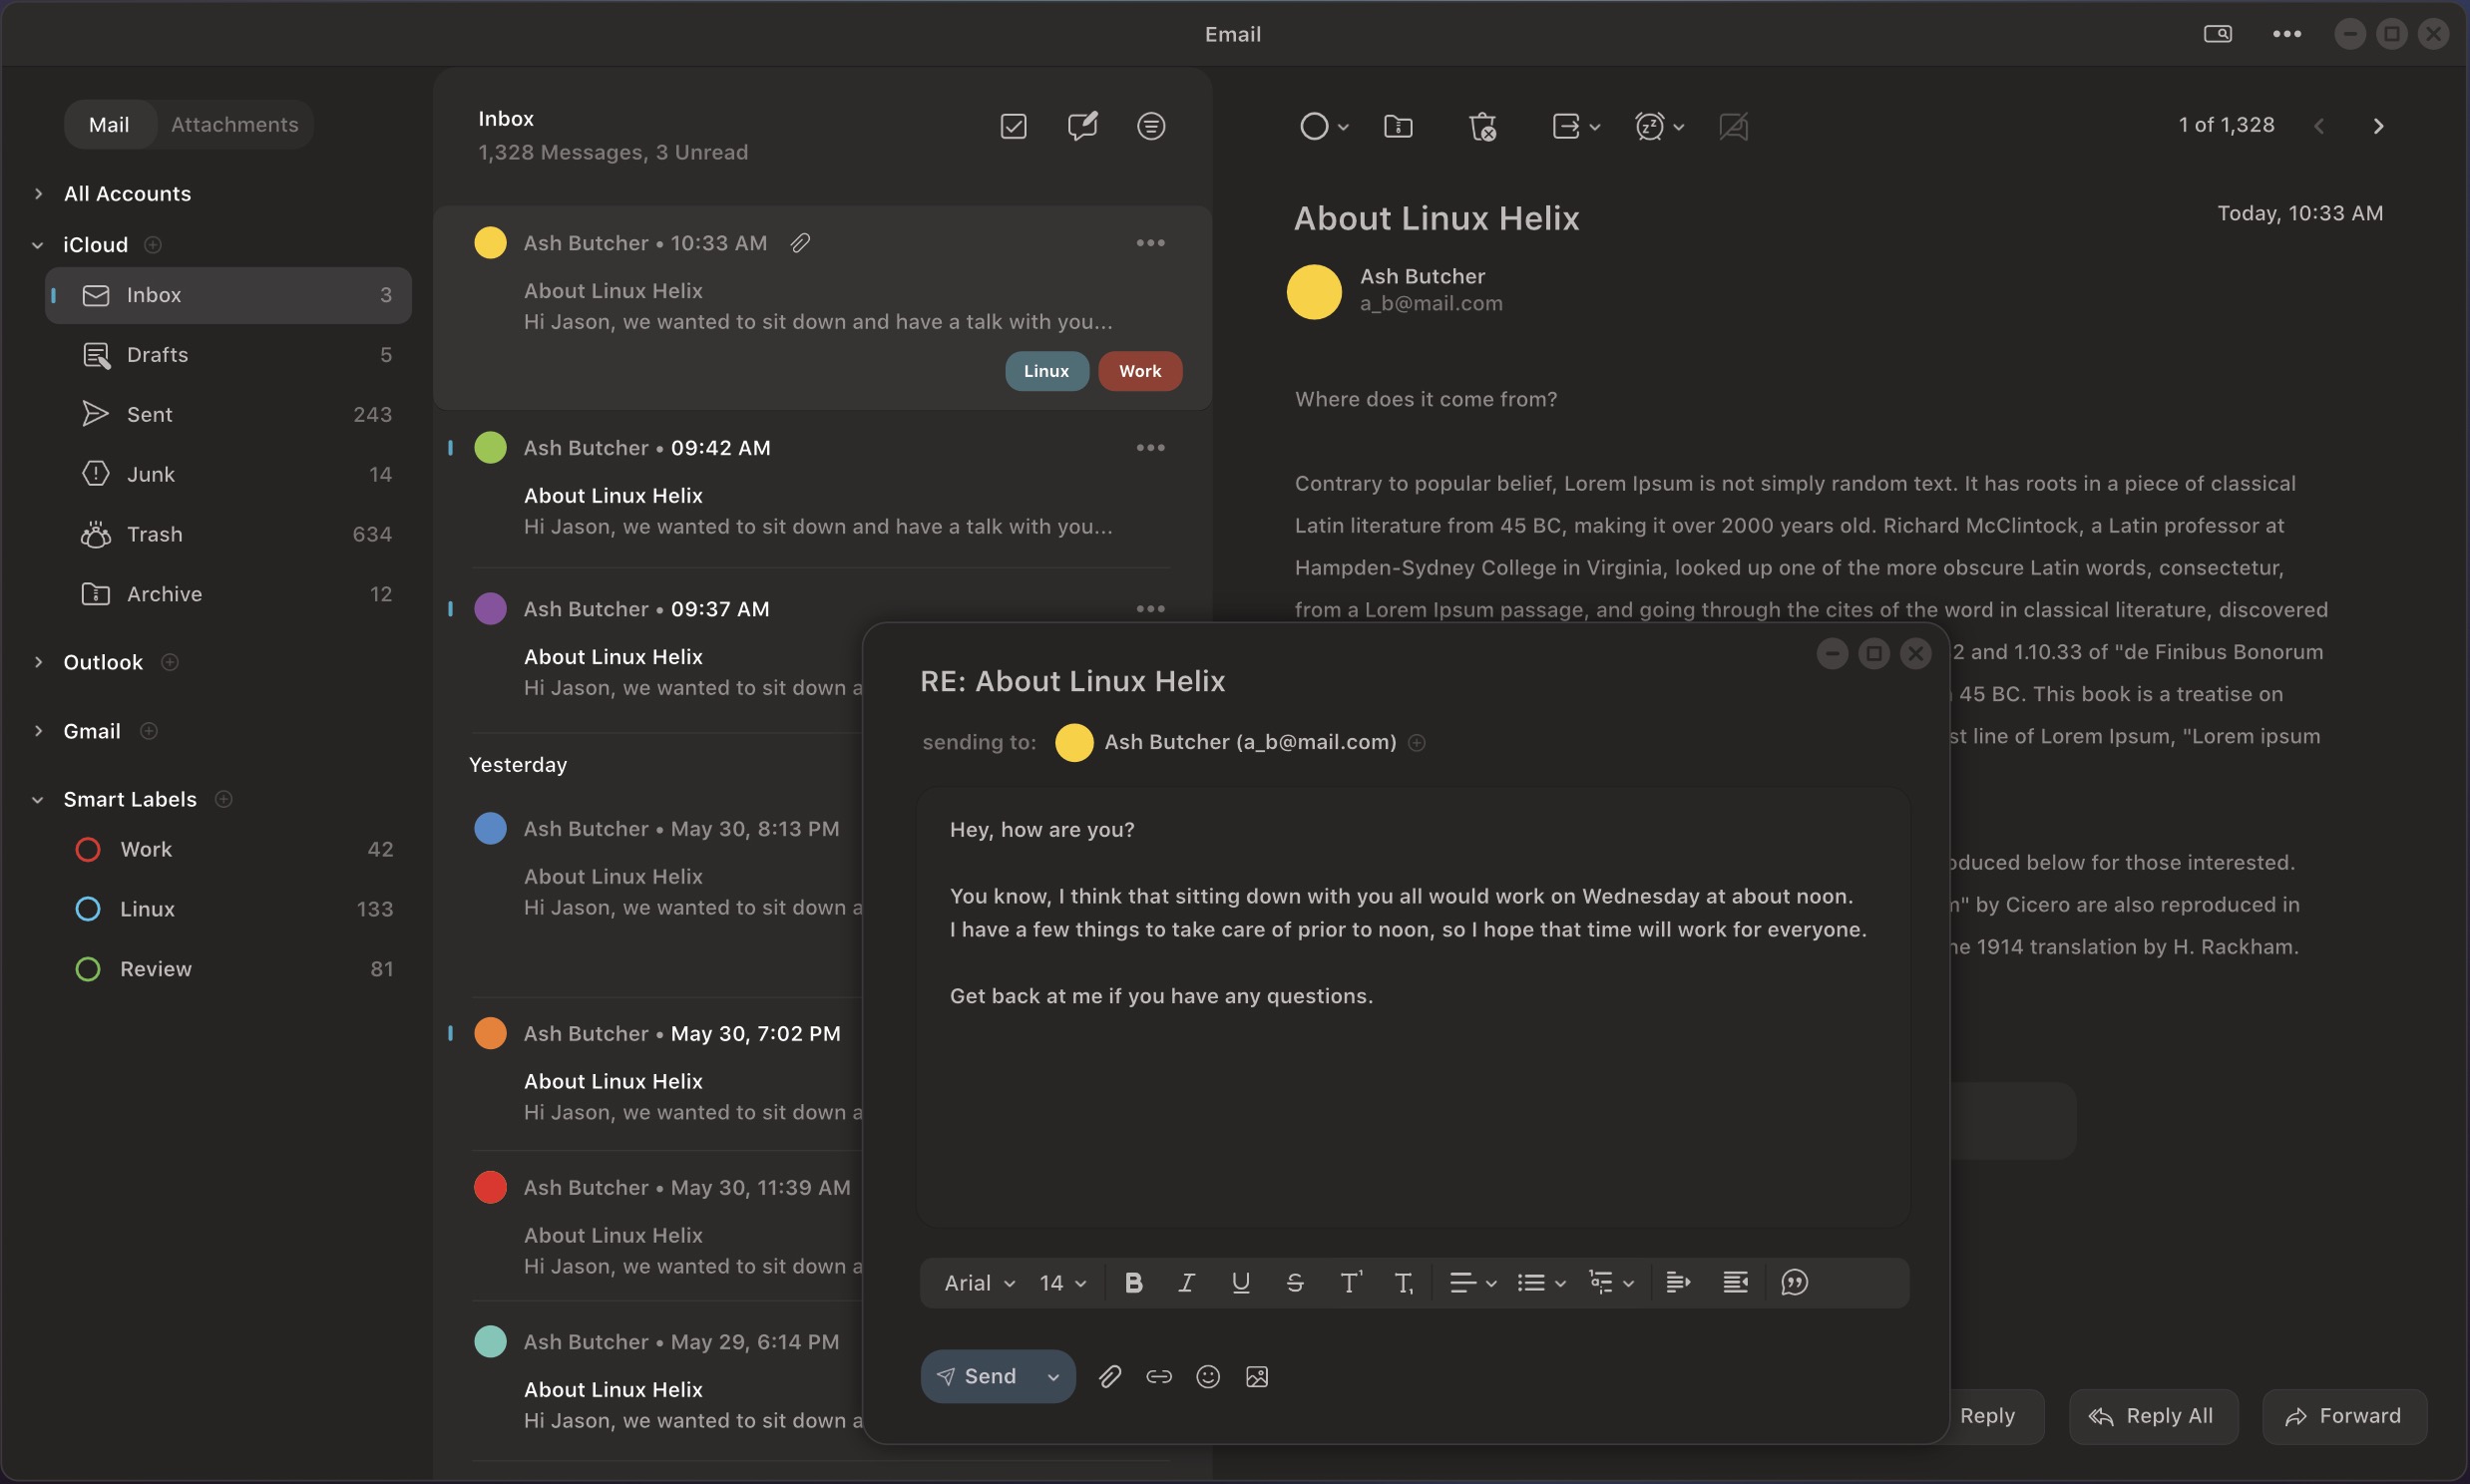 Email
Mail
Attachments
All Accounts
iCloud
Inbox 3
Drafts 5
Sent 243
Junk 14
Trash 634
Archive 12
Outlook
Gmail
Smart Labels
Work 42
Linux 133
Review 81
Inbox
1,328 Messages, 3 Unread
Ash Butcher • 10:33 AM
About Linux Helix
Hi Jason, we wanted to sit down and have a talk with you...
Linux
Work
Ash Butcher • 09:42 AM
About Linux Helix
Hi Jason, we wanted to sit down and have a talk with you...
Ash Butcher • 09:37 AM
About Linux Helix
Hi Jason, we wanted to sit down a
Yesterday
Ash Butcher • May 30, 8:13 PM
About Linux Helix
Hi Jason, we wanted to sit down a
Ash Butcher • May 30, 7:02 PM
About Linux Helix
Hi Jason, we wanted to sit down a
Ash Butcher • May 30, 11:39 AM
About Linux Helix
Hi Jason, we wanted to sit down a
Ash Butcher • May 29, 6:14 PM
About Linux Helix
Hi Jason, we wanted to sit down a
1 of 1,328
About Linux Helix
Today, 10:33 AM
Ash Butcher
a_b@mail.com
Where does it come from?
Contrary to popular belief, Lorem Ipsum is not simply random text. It has roots in a piece of classical
Latin literature from 45 BC, making it over 2000 years old. Richard McClintock, a Latin professor at
Hampden-Sydney College in Virginia, looked up one of the more obscure Latin words, consectetur,
from a Lorem Ipsum passage, and going through the cites of the word in classical literature, discovered
2 and 1.10.33 of "de Finibus Bonorum
45 BC. This book is a treatise on
st line of Lorem Ipsum, "Lorem ipsum
oduced below for those interested.
" by Cicero are also reproduced in
1914 translation by H. Rackham.
RE: About Linux Helix
sending to: Ash Butcher (a_b@mail.com)
Hey, how are you?
You know, I think that sitting down with you all would work on Wednesday at about noon.
I have a few things to take care of prior to noon, so I hope that time will work for everyone.
Get back at me if you have any questions.
Arial 14
Send
Reply
Reply All
Forward